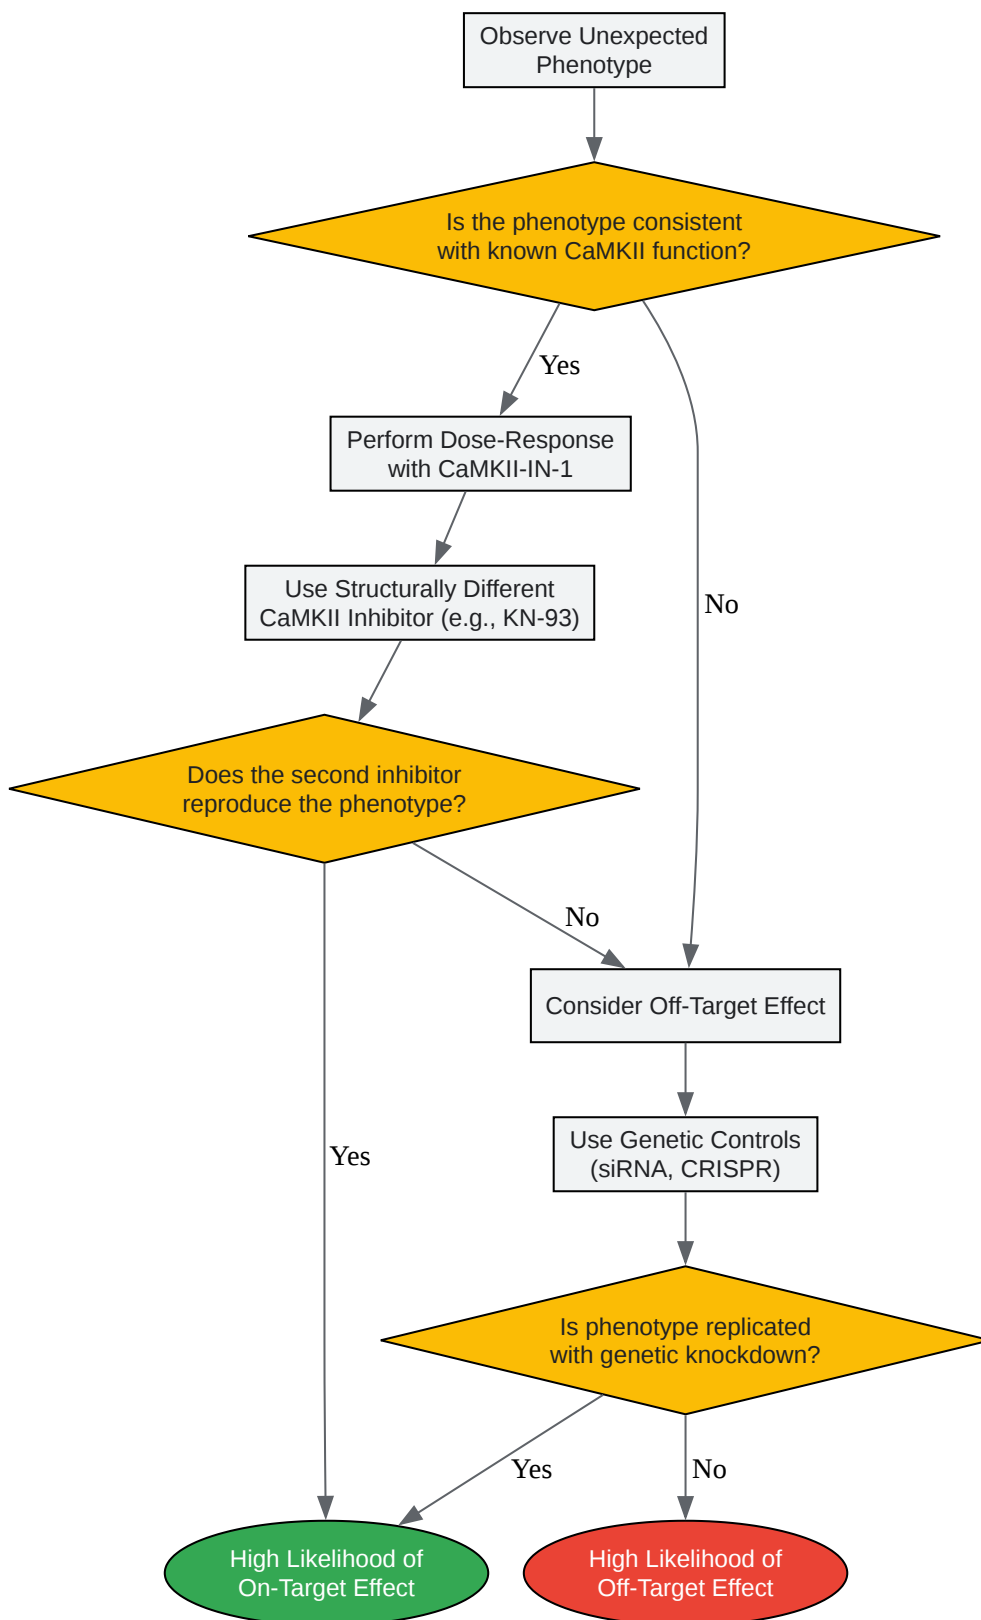 Observe Unexpected
Phenotype
Is the phenotype consistent
with known CaMKII function?
Yes
Perform Dose-Response
with CaMKII-IN-1
Use Structurally Different
CaMKII Inhibitor (e.g., KN-93)
No
Does the second inhibitor
reproduce the phenotype?
No
Consider Off-Target Effect
Use Genetic Controls
(siRNA, CRISPR)
Yes
Is phenotype replicated
with genetic knockdown?
Yes
No
High Likelihood of
On-Target Effect
High Likelihood of
Off-Target Effect